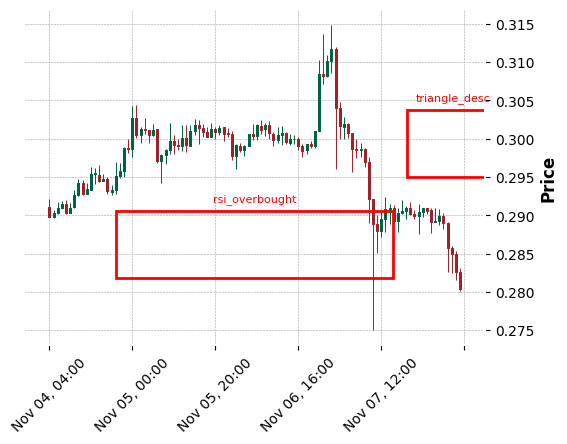 0.315
0.310
triangle_desc
0.305
0.300
0.295
rsi_overbought
0.290
0.285
0.280
0.275
Price
Nov 04, 04:00
Nov 05, 00:00
Nov 05, 20:00
Nov 06, 16:00
Nov 07, 12:00